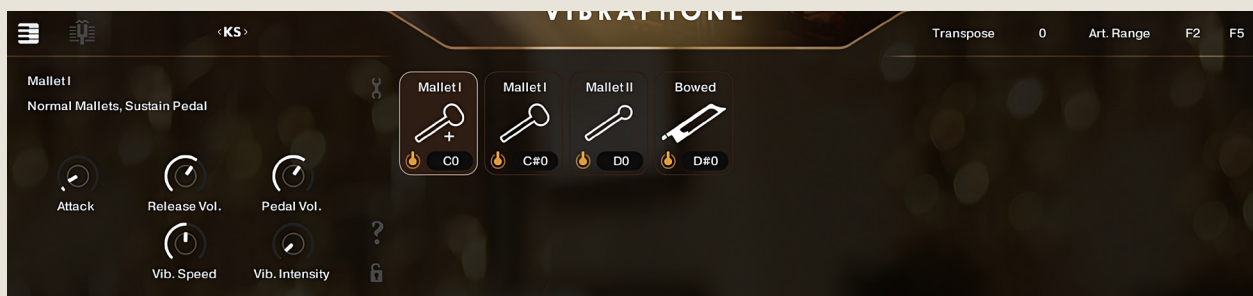 VIBRAPHONE
‹KS›
Transpose 0 Art. Range F2 F5
Mallet I
Normal Mallets, Sustain Pedal
Mallet I Mallet I Mallet II Bowed
+
C0 C#0 D0 D#0
Attack Release Vol. Pedal Vol.
?
Vib. Speed Vib. Intensity